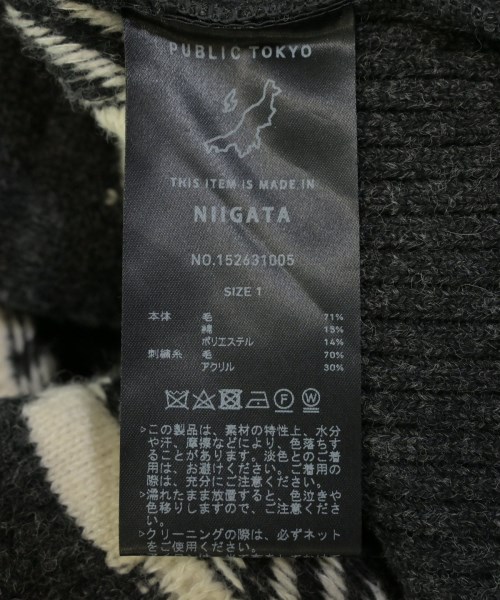 PUBLIC TOKYO
THIS ITEM IS MADE IN
NIIGATA
NO.152631005
SIZE 1
本体 毛 71%
綿 15%
ポリエステル 14%
刺繍糸 毛 70%
アクリル 30%
>この製品は、素材の特性上、水分
や汗、摩擦などにより、色落ちす
ることがあります。淡色とのご着
用は、お避けください。ご着用の
際は、充分にご注意ください。
>濡れたまま放置すると、色泣きや
色移りしますので、ご注意くださ
い。
>クリーニングの際は、必ずネット
をご使用ください。